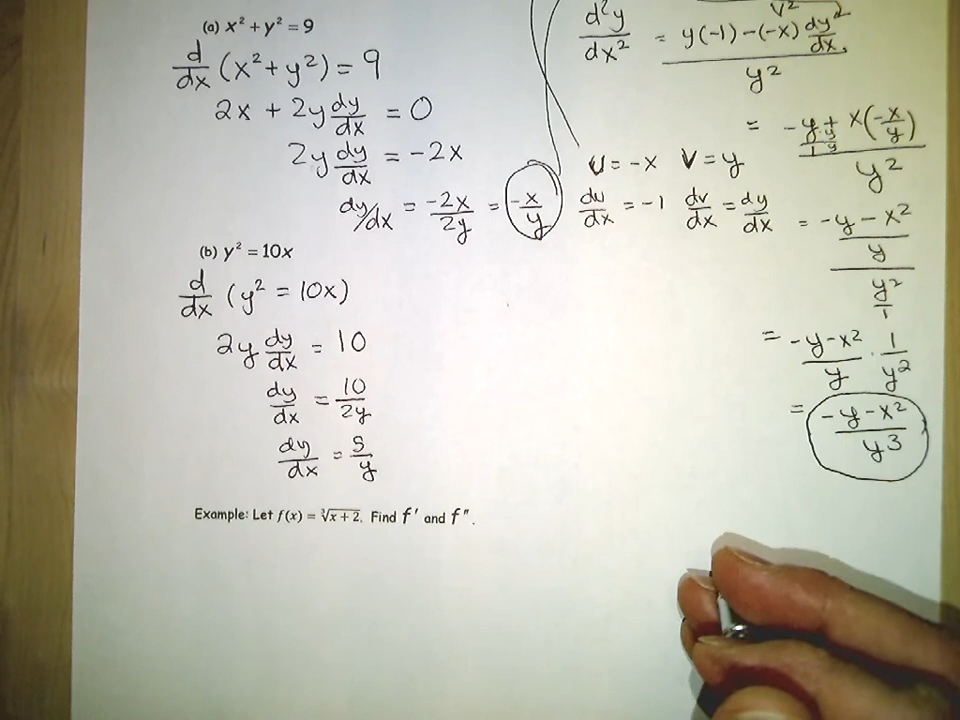 (a) x² + y² = 9
d/dx (x² + y²) = 9
2x + 2y dy/dx = 0
2y dy/dx = -2x
dy/dx = -2x/2y = -x/y
(b) y² = 10x
d/dx (y² = 10x)
2y dy/dx = 10
dy/dx = 10/2y
dy/dx = 5/y
v²
d²y/dx² = (y(-1) - (-x) dy/dx)/y²
u = -x v = y
du/dx = -1 dv/dx = dy/dx
= (-y/1 · y/y + x(-x/y))/y²
= ((-y - x²)/y)/(y²/1)
= (-y - x²)/y · 1/y²
= (-y - x²)/y³
Example: Let f(x) = ∛(x + 2). Find f′ and f″.